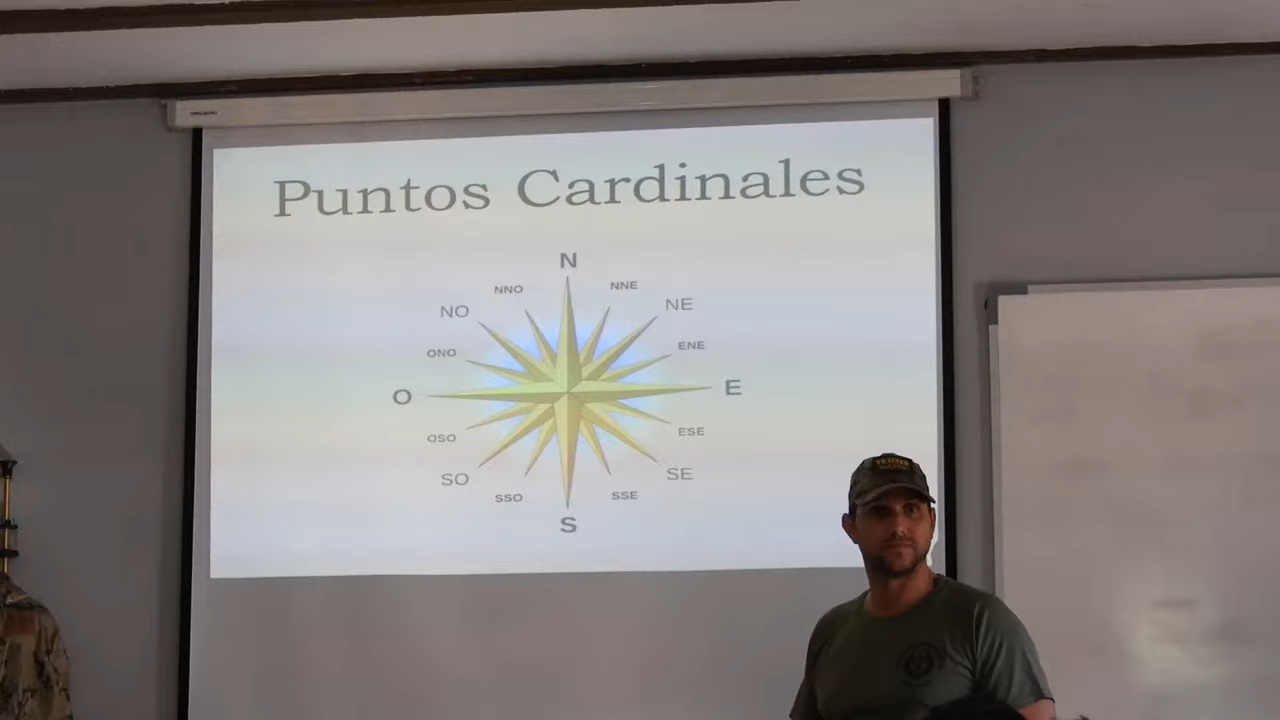 Puntos Cardinales
N
NNO NNE
NO NE
ONO ENE
O E
OSO ESE
SO SE
SSO SSE
S